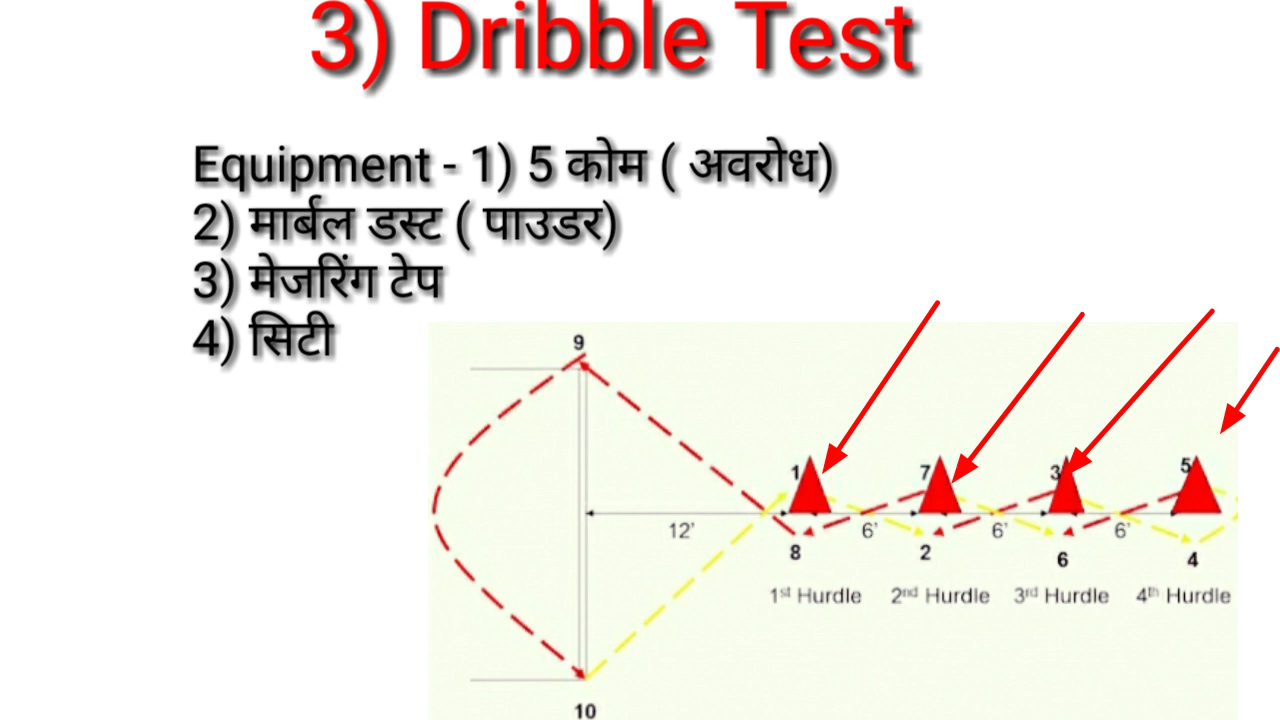 3) Dribble Test
Equipment - 1) 5 कोम ( अवरोध)
2) मार्बल डस्ट ( पाउडर)
3) मेजरिंग टेप
4) सिटी
9
1 7 3 5
12' 6' 6' 6'
8 2 6 4
1st Hurdle 2nd Hurdle 3rd Hurdle 4th Hurdle
10